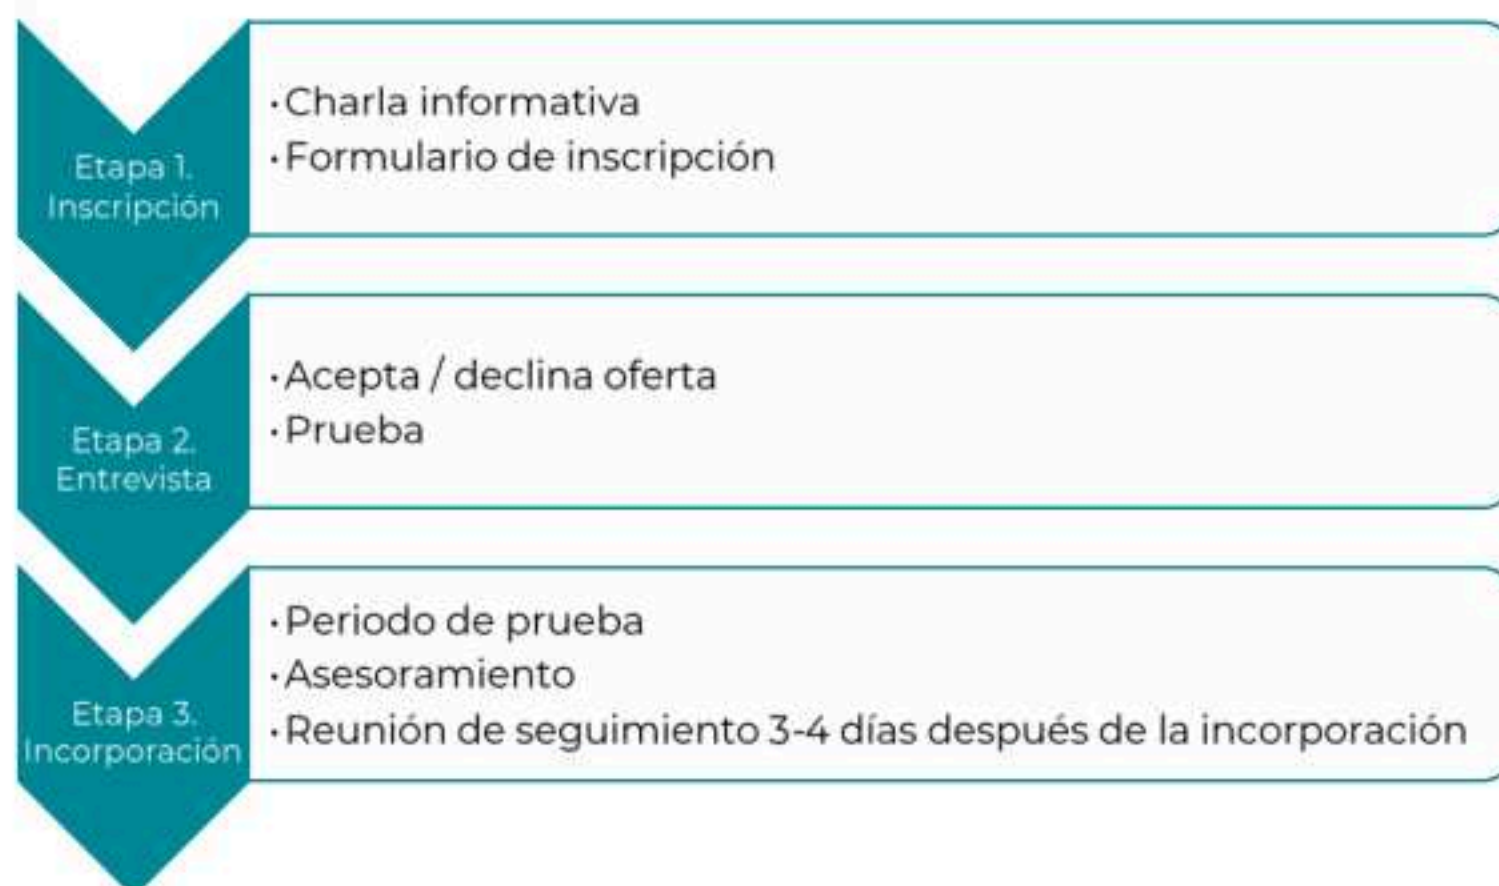 Etapa 1.
Inscripción
·Charla informativa
·Formulario de inscripción
Etapa 2.
Entrevista
·Acepta / declina oferta
·Prueba
Etapa 3.
Incorporación
·Periodo de prueba
·Asesoramiento
·Reunión de seguimiento 3-4 días después de la incorporación